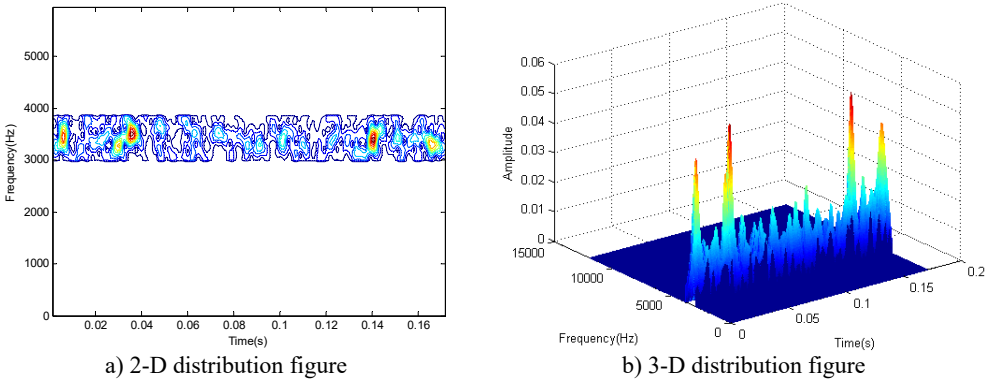 5000
4000
3000
2000
1000
0
Frequency(Hz)
0.02 0.04 0.06 0.08 0.1 0.12 0.14 0.16
Time(s)
a) 2-D distribution figure
0.06
0.05
0.04
0.03
0.02
0.01
0
Amplitude
15000
10000
5000
0
Frequency(Hz)
0
0.05
0.1
0.15
0.2
Time(s)
b) 3-D distribution figure